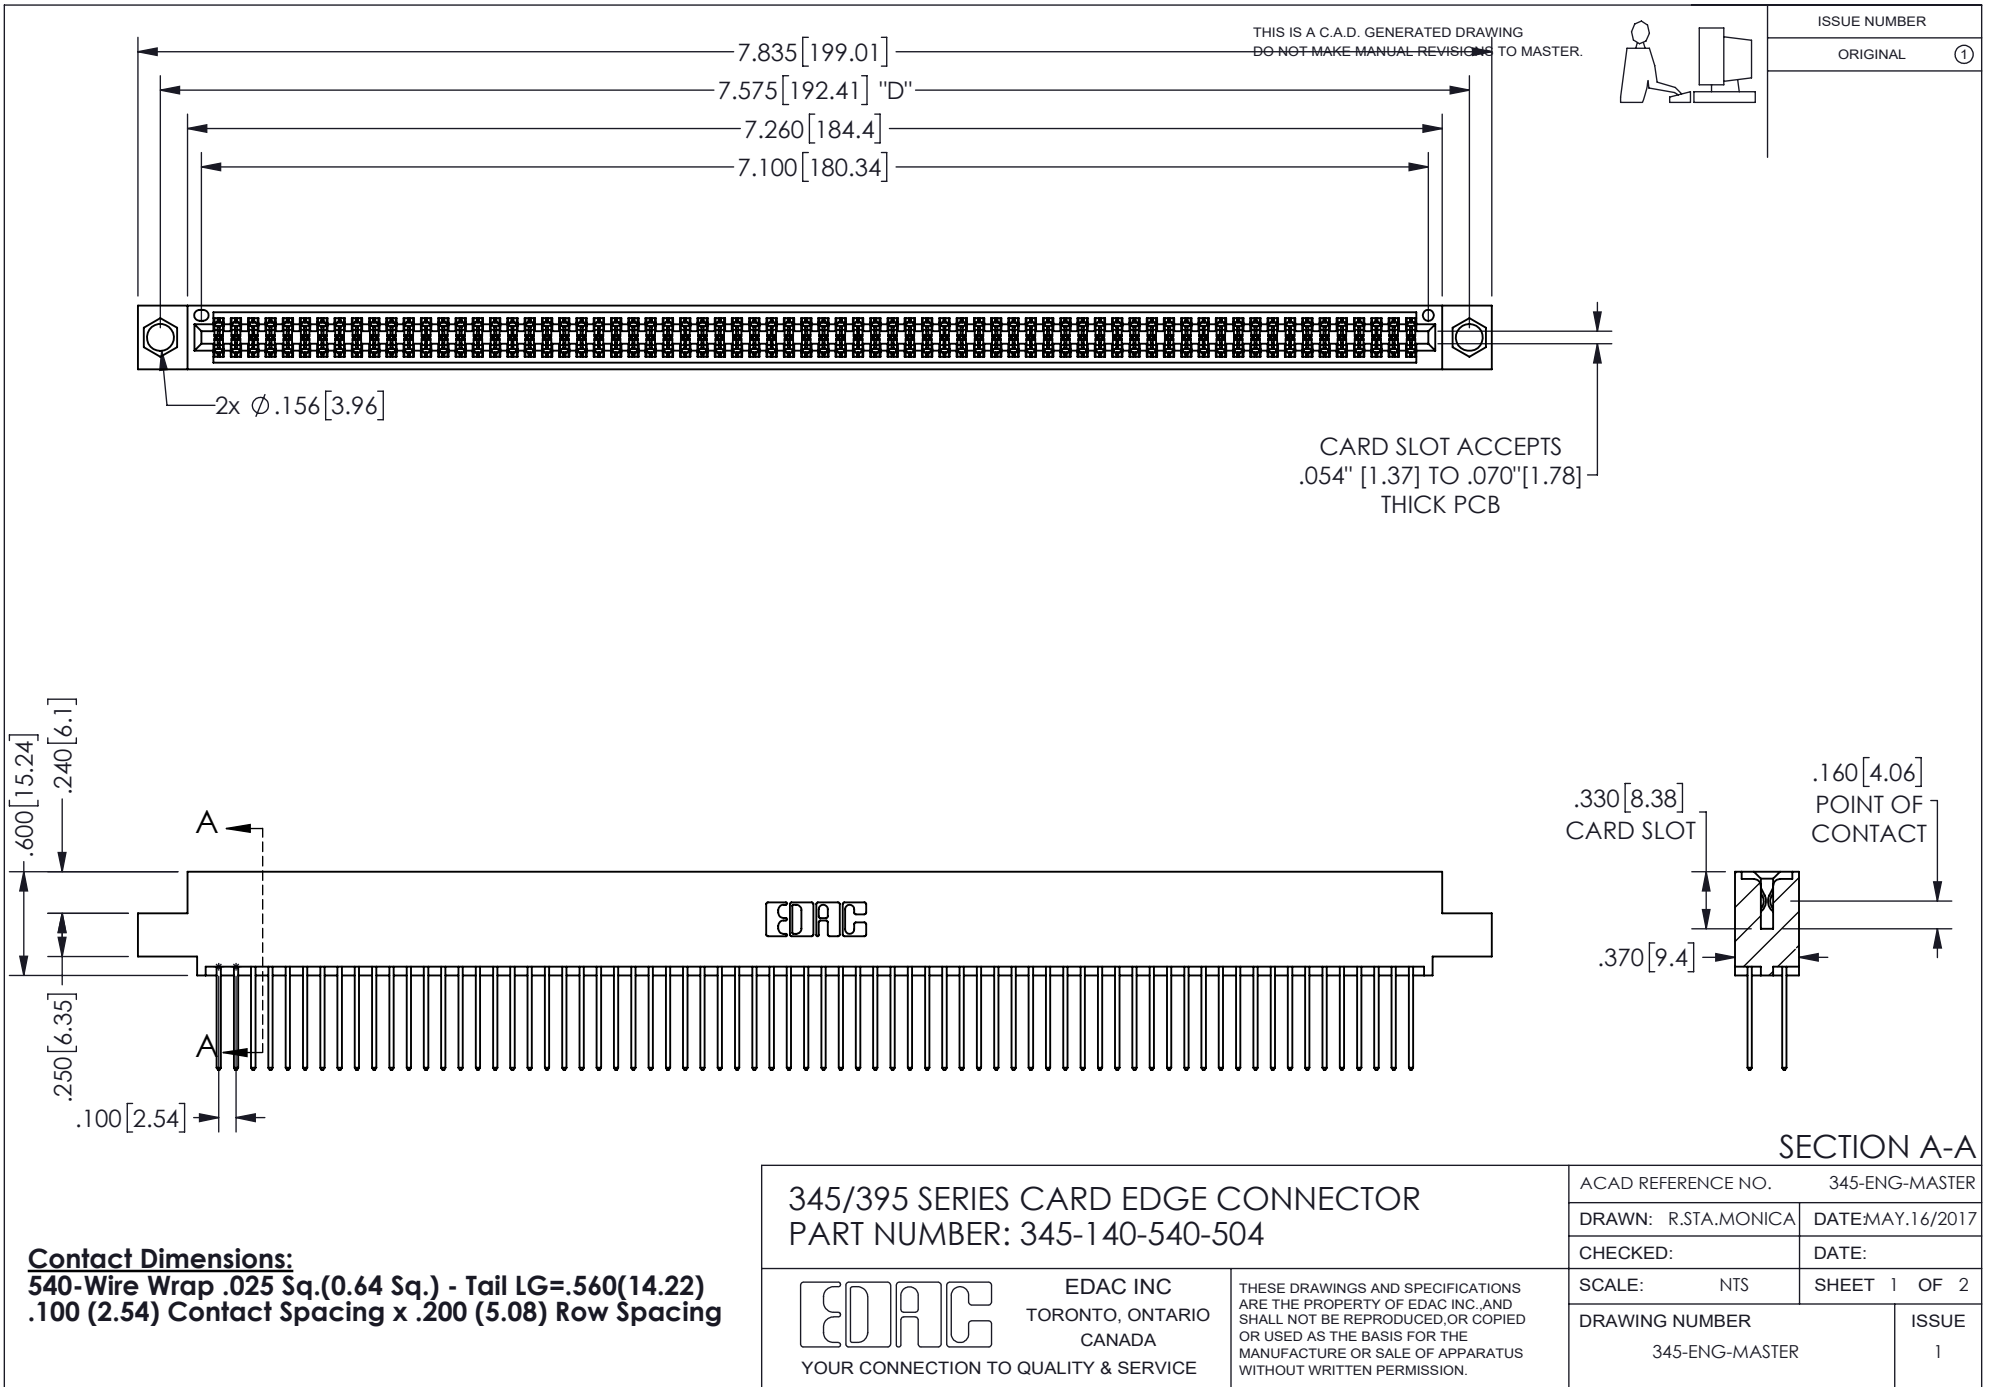 THIS IS A C.A.D. GENERATED DRAWING
DO NOT MAKE MANUAL REVISIONS TO MASTER.
ISSUE NUMBER
ORIGINAL 1
7.835[199.01]
7.575[192.41] "D"
7.260[184.4]
7.100[180.34]
2x Ø.156[3.96]
CARD SLOT ACCEPTS
.054" [1.37] TO .070"[1.78]
THICK PCB
.600[15.24]
.240[6.1]
.250[6.35]
.100[2.54]
A
A
EDAC
.330[8.38]
CARD SLOT
.160[4.06]
POINT OF
CONTACT
.370[9.4]
SECTION A-A
Contact Dimensions:
540-Wire Wrap .025 Sq.(0.64 Sq.) - Tail LG=.560(14.22)
.100 (2.54) Contact Spacing x .200 (5.08) Row Spacing
345/395 SERIES CARD EDGE CONNECTOR
PART NUMBER: 345-140-540-504
EDAC
EDAC INC
TORONTO, ONTARIO
CANADA
YOUR CONNECTION TO QUALITY & SERVICE
THESE DRAWINGS AND SPECIFICATIONS
ARE THE PROPERTY OF EDAC INC.,AND
SHALL NOT BE REPRODUCED,OR COPIED
OR USED AS THE BASIS FOR THE
MANUFACTURE OR SALE OF APPARATUS
WITHOUT WRITTEN PERMISSION.
ACAD REFERENCE NO. 345-ENG-MASTER
DRAWN: R.STA.MONICA DATE:MAY.16/2017
CHECKED: DATE:
SCALE: NTS SHEET 1 OF 2
DRAWING NUMBER ISSUE
345-ENG-MASTER 1